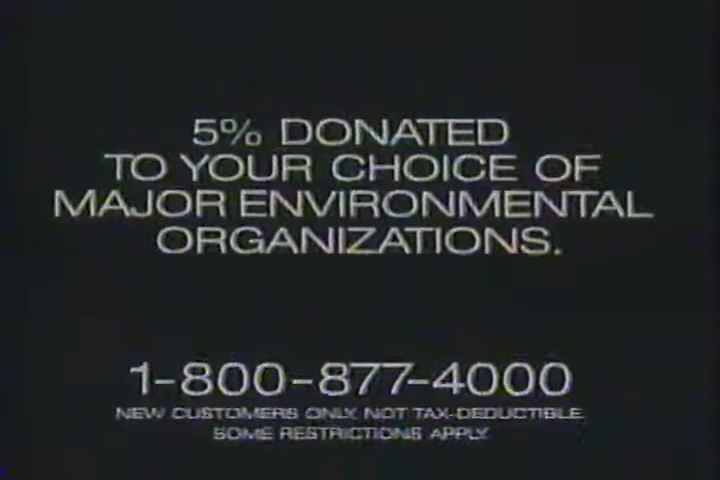 5% DONATED
TO YOUR CHOICE OF
MAJOR ENVIRONMENTAL
ORGANIZATIONS.
1-800-877-4000
NEW CUSTOMERS ONLY. NOT TAX-DEDUCTIBLE.
SOME RESTRICTIONS APPLY.